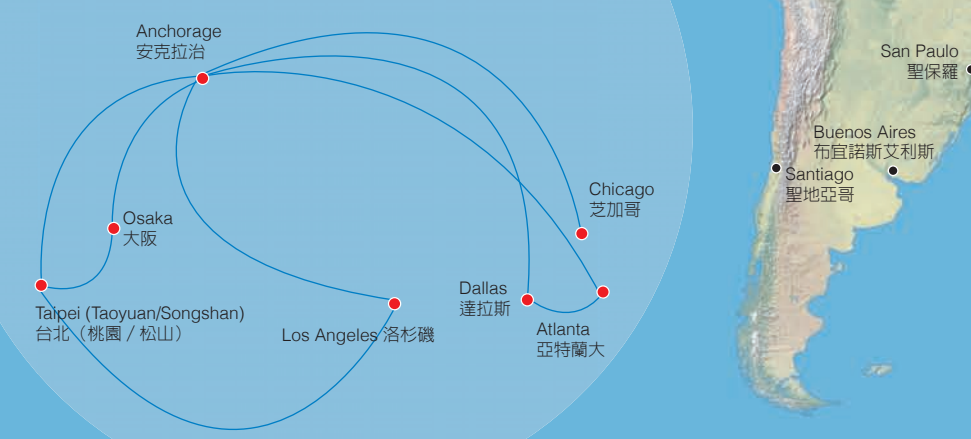 Anchorage
安克拉治
San Paulo
聖保羅
Buenos Aires
布宜諾斯艾利斯
Santiago
聖地亞哥
Chicago
芝加哥
Osaka
大阪
Dallas
達拉斯
Taipei (Taoyuan/Songshan)
台北（桃園 / 松山）
Los Angeles 洛杉磯
Atlanta
亞特蘭大